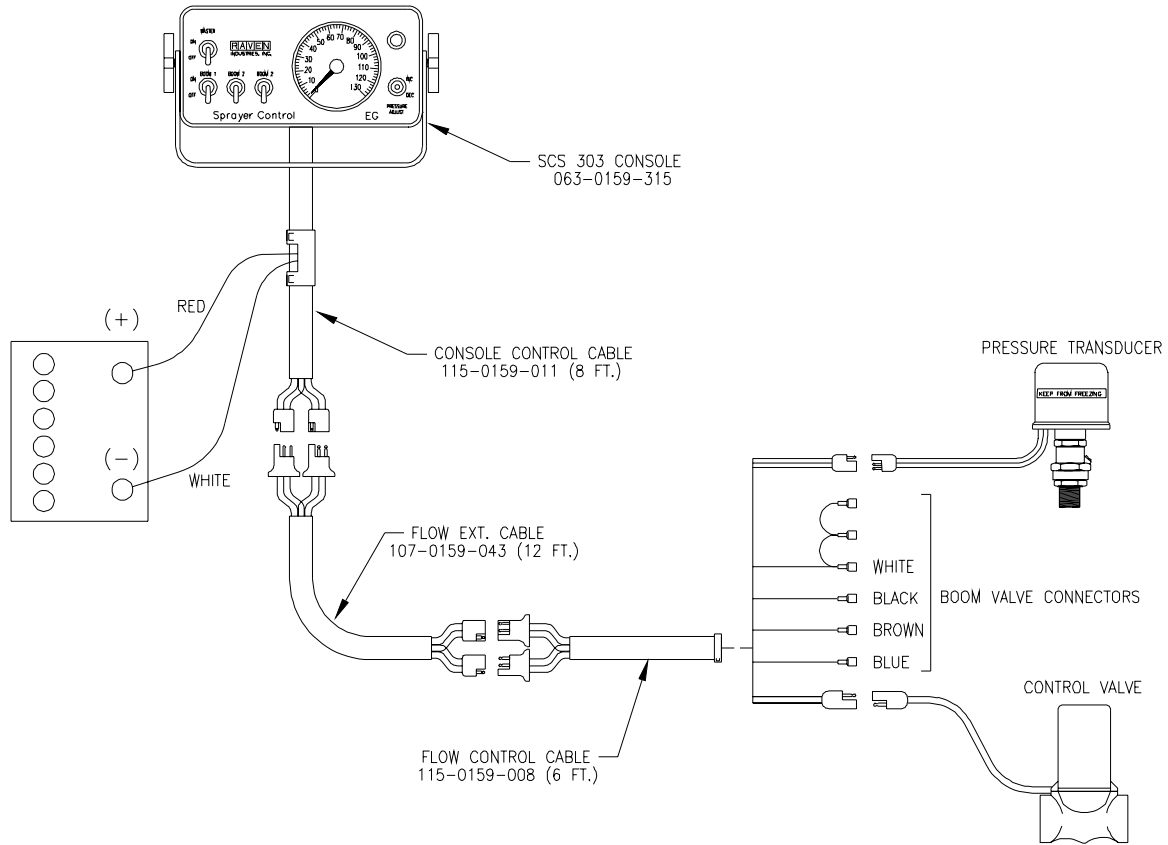 MASTER
ON
OFF
RAVEN
INDUSTRIES, INC.
ON
OFF
BOOM 1
BOOM 2
BOOM 2
10
20
30
40
50
60
70
80
90
100
110
120
130
INC
DEC
PRESSURE
ADJUST
Sprayer Control
EG
SCS 303 CONSOLE
063-0159-315
RED
(+)
(-)
WHITE
CONSOLE CONTROL CABLE
115-0159-011 (8 FT.)
PRESSURE TRANSDUCER
KEEP FROM FREEZING
FLOW EXT. CABLE
107-0159-043 (12 FT.)
WHITE
BLACK
BROWN
BLUE
BOOM VALVE CONNECTORS
CONTROL VALVE
FLOW CONTROL CABLE
115-0159-008 (6 FT.)